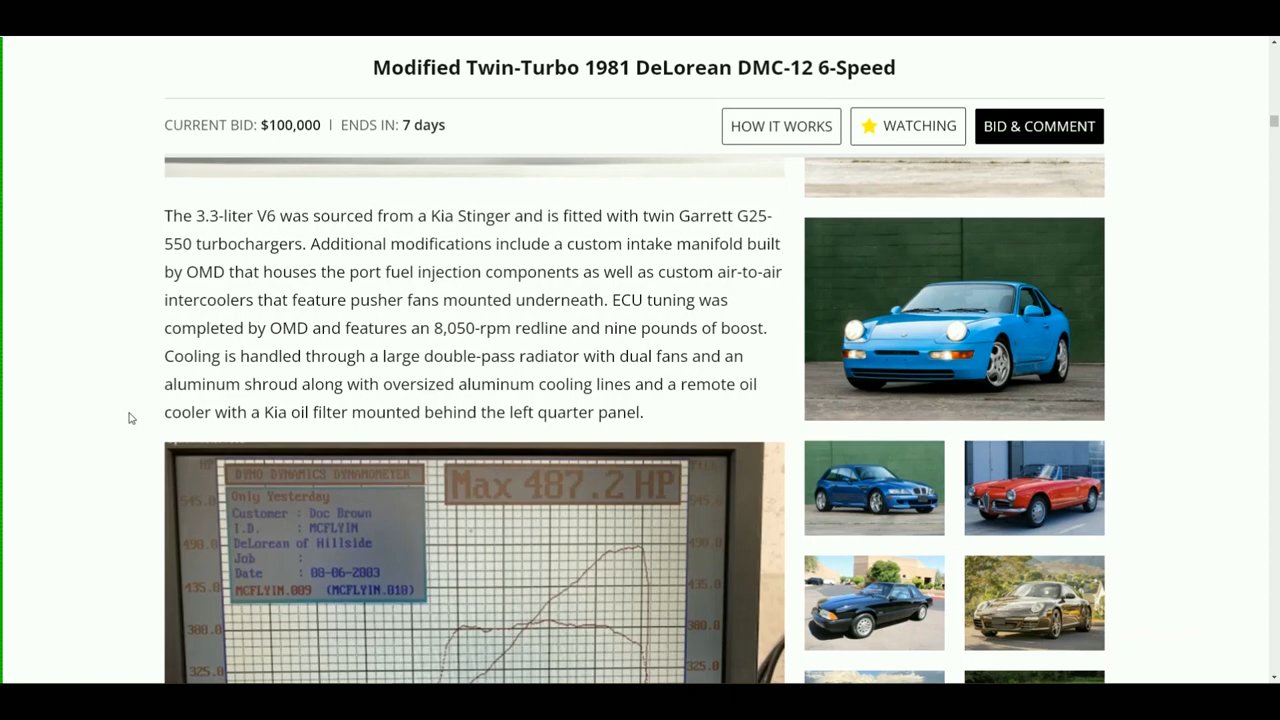 Modified Twin-Turbo 1981 DeLorean DMC-12 6-Speed
CURRENT BID: $100,000 | ENDS IN: 7 days
HOW IT WORKS
WATCHING
BID & COMMENT
The 3.3-liter V6 was sourced from a Kia Stinger and is fitted with twin Garrett G25-
550 turbochargers. Additional modifications include a custom intake manifold built
by OMD that houses the port fuel injection components as well as custom air-to-air
intercoolers that feature pusher fans mounted underneath. ECU tuning was
completed by OMD and features an 8,050-rpm redline and nine pounds of boost.
Cooling is handled through a large double-pass radiator with dual fans and an
aluminum shroud along with oversized aluminum cooling lines and a remote oil
cooler with a Kia oil filter mounted behind the left quarter panel.
HP
DYNO DYNAMICS DYNAMOMETER
Max 487.2 HP
Only Yesterday
545.0
545.0
Customer : Doc Brown
I.D. : MCFLYIN
DeLorean of Hillside
490.0
490.0
Job :
Date : 08-06-2003
MCFLYIN.009 (MCFLYIN.010)
435.0
435.0
380.0
380.0
325.0
325.0